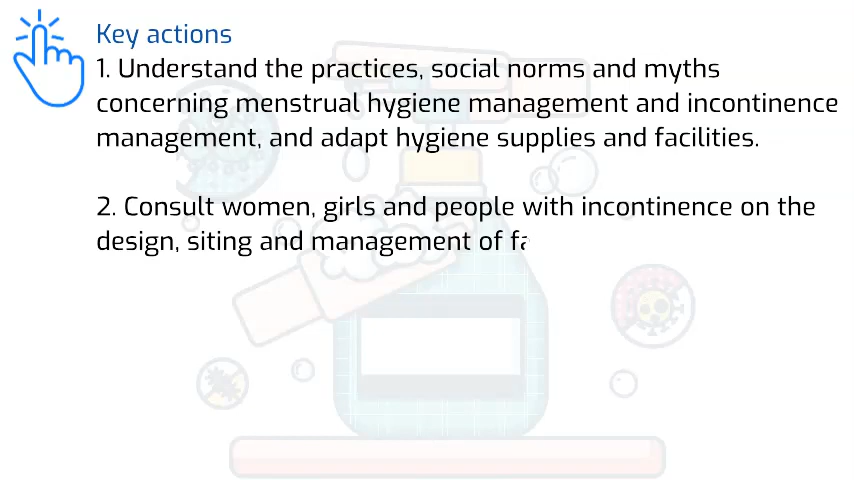 Key actions
1. Understand the practices, social norms and myths
concerning menstrual hygiene management and incontinence
management, and adapt hygiene supplies and facilities.
2. Consult women, girls and people with incontinence on the
design, siting and management of